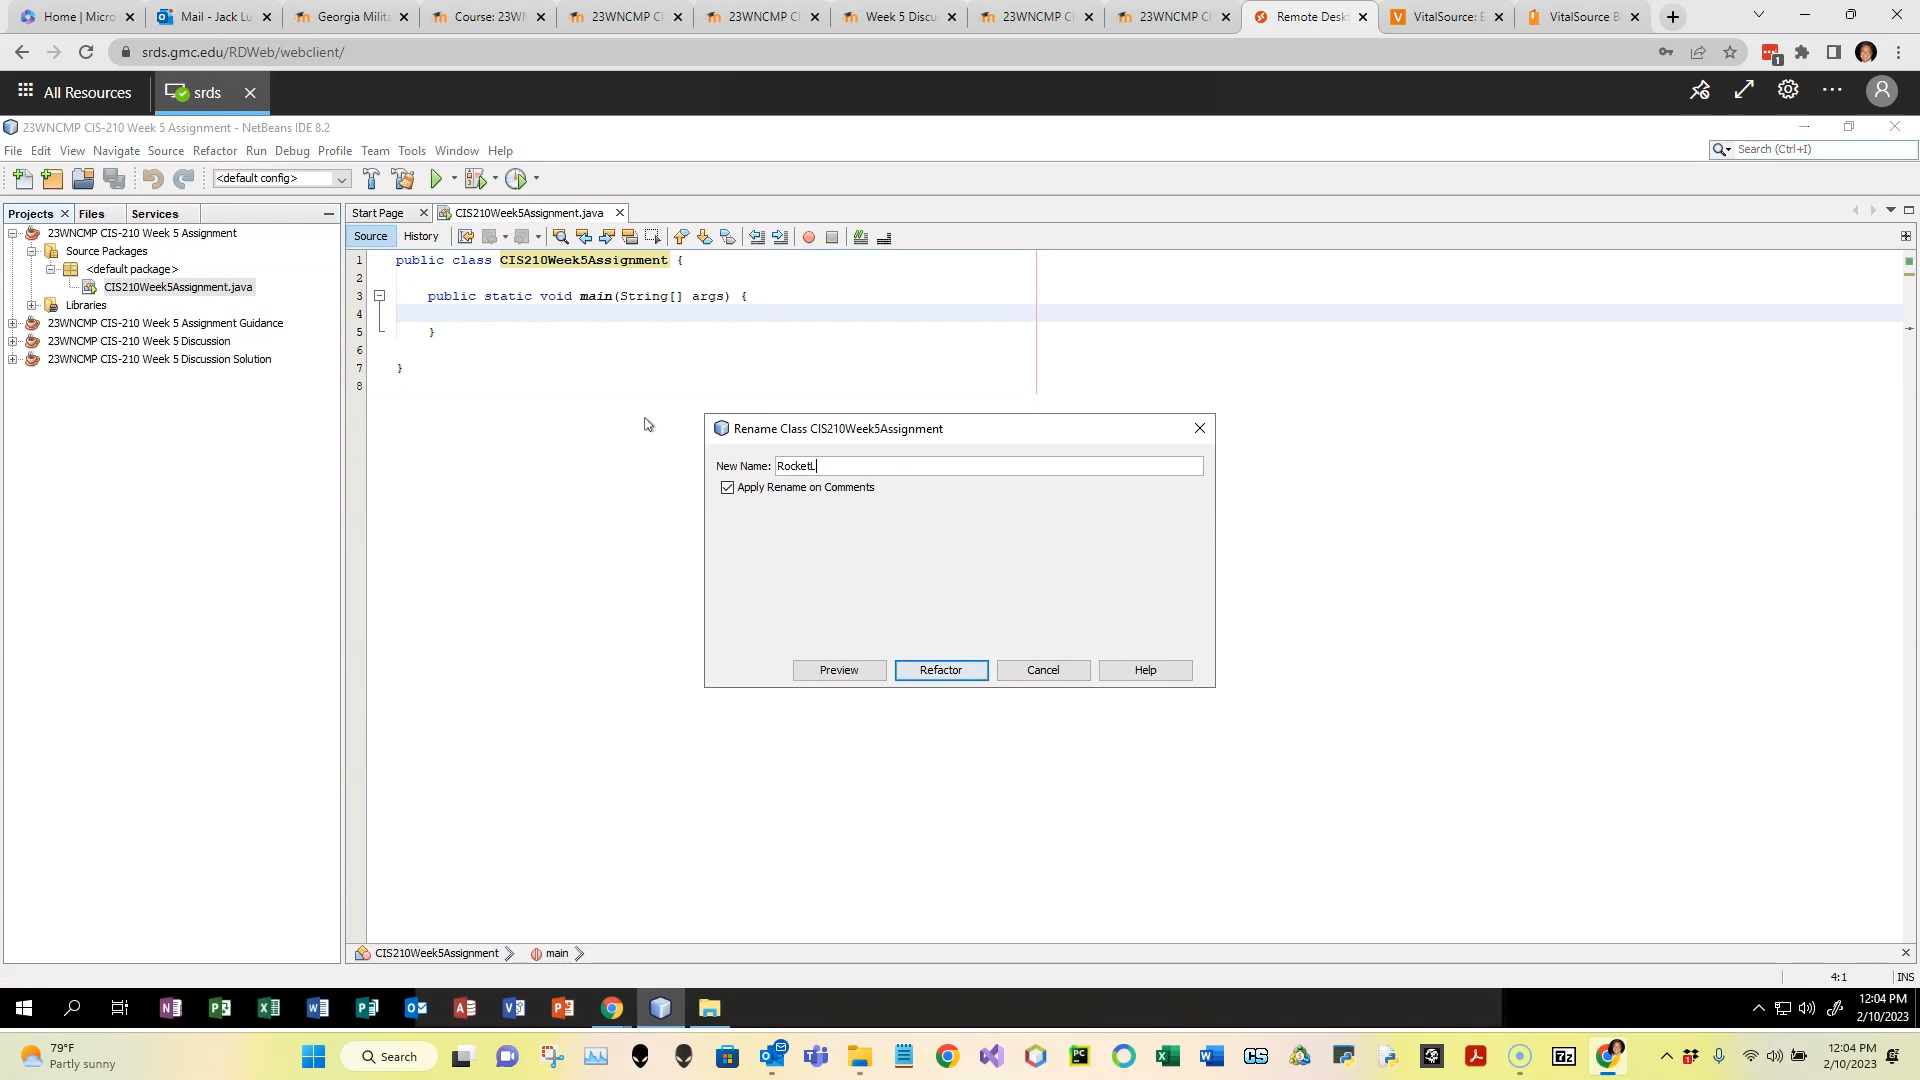 Home | Micro
Mail - Jack Lu
Georgia Milit
Course: 23W
23WNCMP C
23WNCMP C
Week 5 Discu
23WNCMP C
23WNCMP C
Remote Desk
VitalSource: E
VitalSource B
srds.gmc.edu/RDWeb/webclient/
1
All Resources
srds
23WNCMP CIS-210 Week 5 Assignment - NetBeans IDE 8.2
File Edit View Navigate Source Refactor Run Debug Profile Team Tools Window Help
Search (Ctrl+I)
<default config>
Projects
Files
Services
Start Page
CIS210Week5Assignment.java
23WNCMP CIS-210 Week 5 Assignment
Source Packages
<default package>
CIS210Week5Assignment.java
Libraries
23WNCMP CIS-210 Week 5 Assignment Guidance
23WNCMP CIS-210 Week 5 Discussion
23WNCMP CIS-210 Week 5 Discussion Solution
Source
History
1 public class CIS210Week5Assignment {
2
3 public static void main(String[] args) {
4
5 }
6
7 }
8
Rename Class CIS210Week5Assignment
New Name: RocketL
Apply Rename on Comments
Preview
Refactor
Cancel
Help
CIS210Week5Assignment
main
4:1
INS
12:04 PM
2/10/2023
79°F
Partly sunny
Search
12:04 PM
2/10/2023